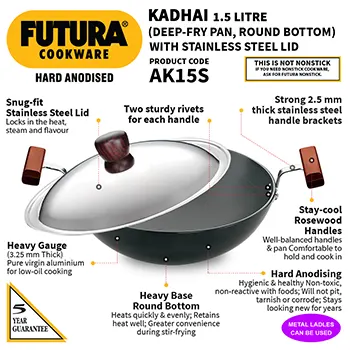 FUTURA®
COOKWARE
HARD ANODISED
KADHAI 1.5 LITRE
(DEEP-FRY PAN, ROUND BOTTOM)
WITH STAINLESS STEEL LID
PRODUCT CODE
AK15S
THIS IS NOT NONSTICK
IF YOU NEED NONSTICK COOKWARE,
ASK FOR FUTURA NONSTICK.
Snug-fit
Stainless Steel Lid
Locks in the heat,
steam and flavour
Two sturdy rivets
for each handle
Strong 2.5 mm
thick stainless steel
handle brackets
Stay-cool
Rosewood
Handles
Well-balanced handles
& pan Comfortable to
hold and cook in
Heavy Gauge
(3.25 mm Thick)
Pure virgin aluminium
for low-oil cooking
Heavy Base
Round Bottom
Heats quickly & evenly; Retains
heat well; Greater convenience
during stir-frying
Hard Anodising
Hygienic & healthy Non-toxic,
non-reactive with foods; Will not pit,
tarnish or corrode; Stays
looking new for years
5
YEAR
GUARANTEE
METAL LADLES
CAN BE USED